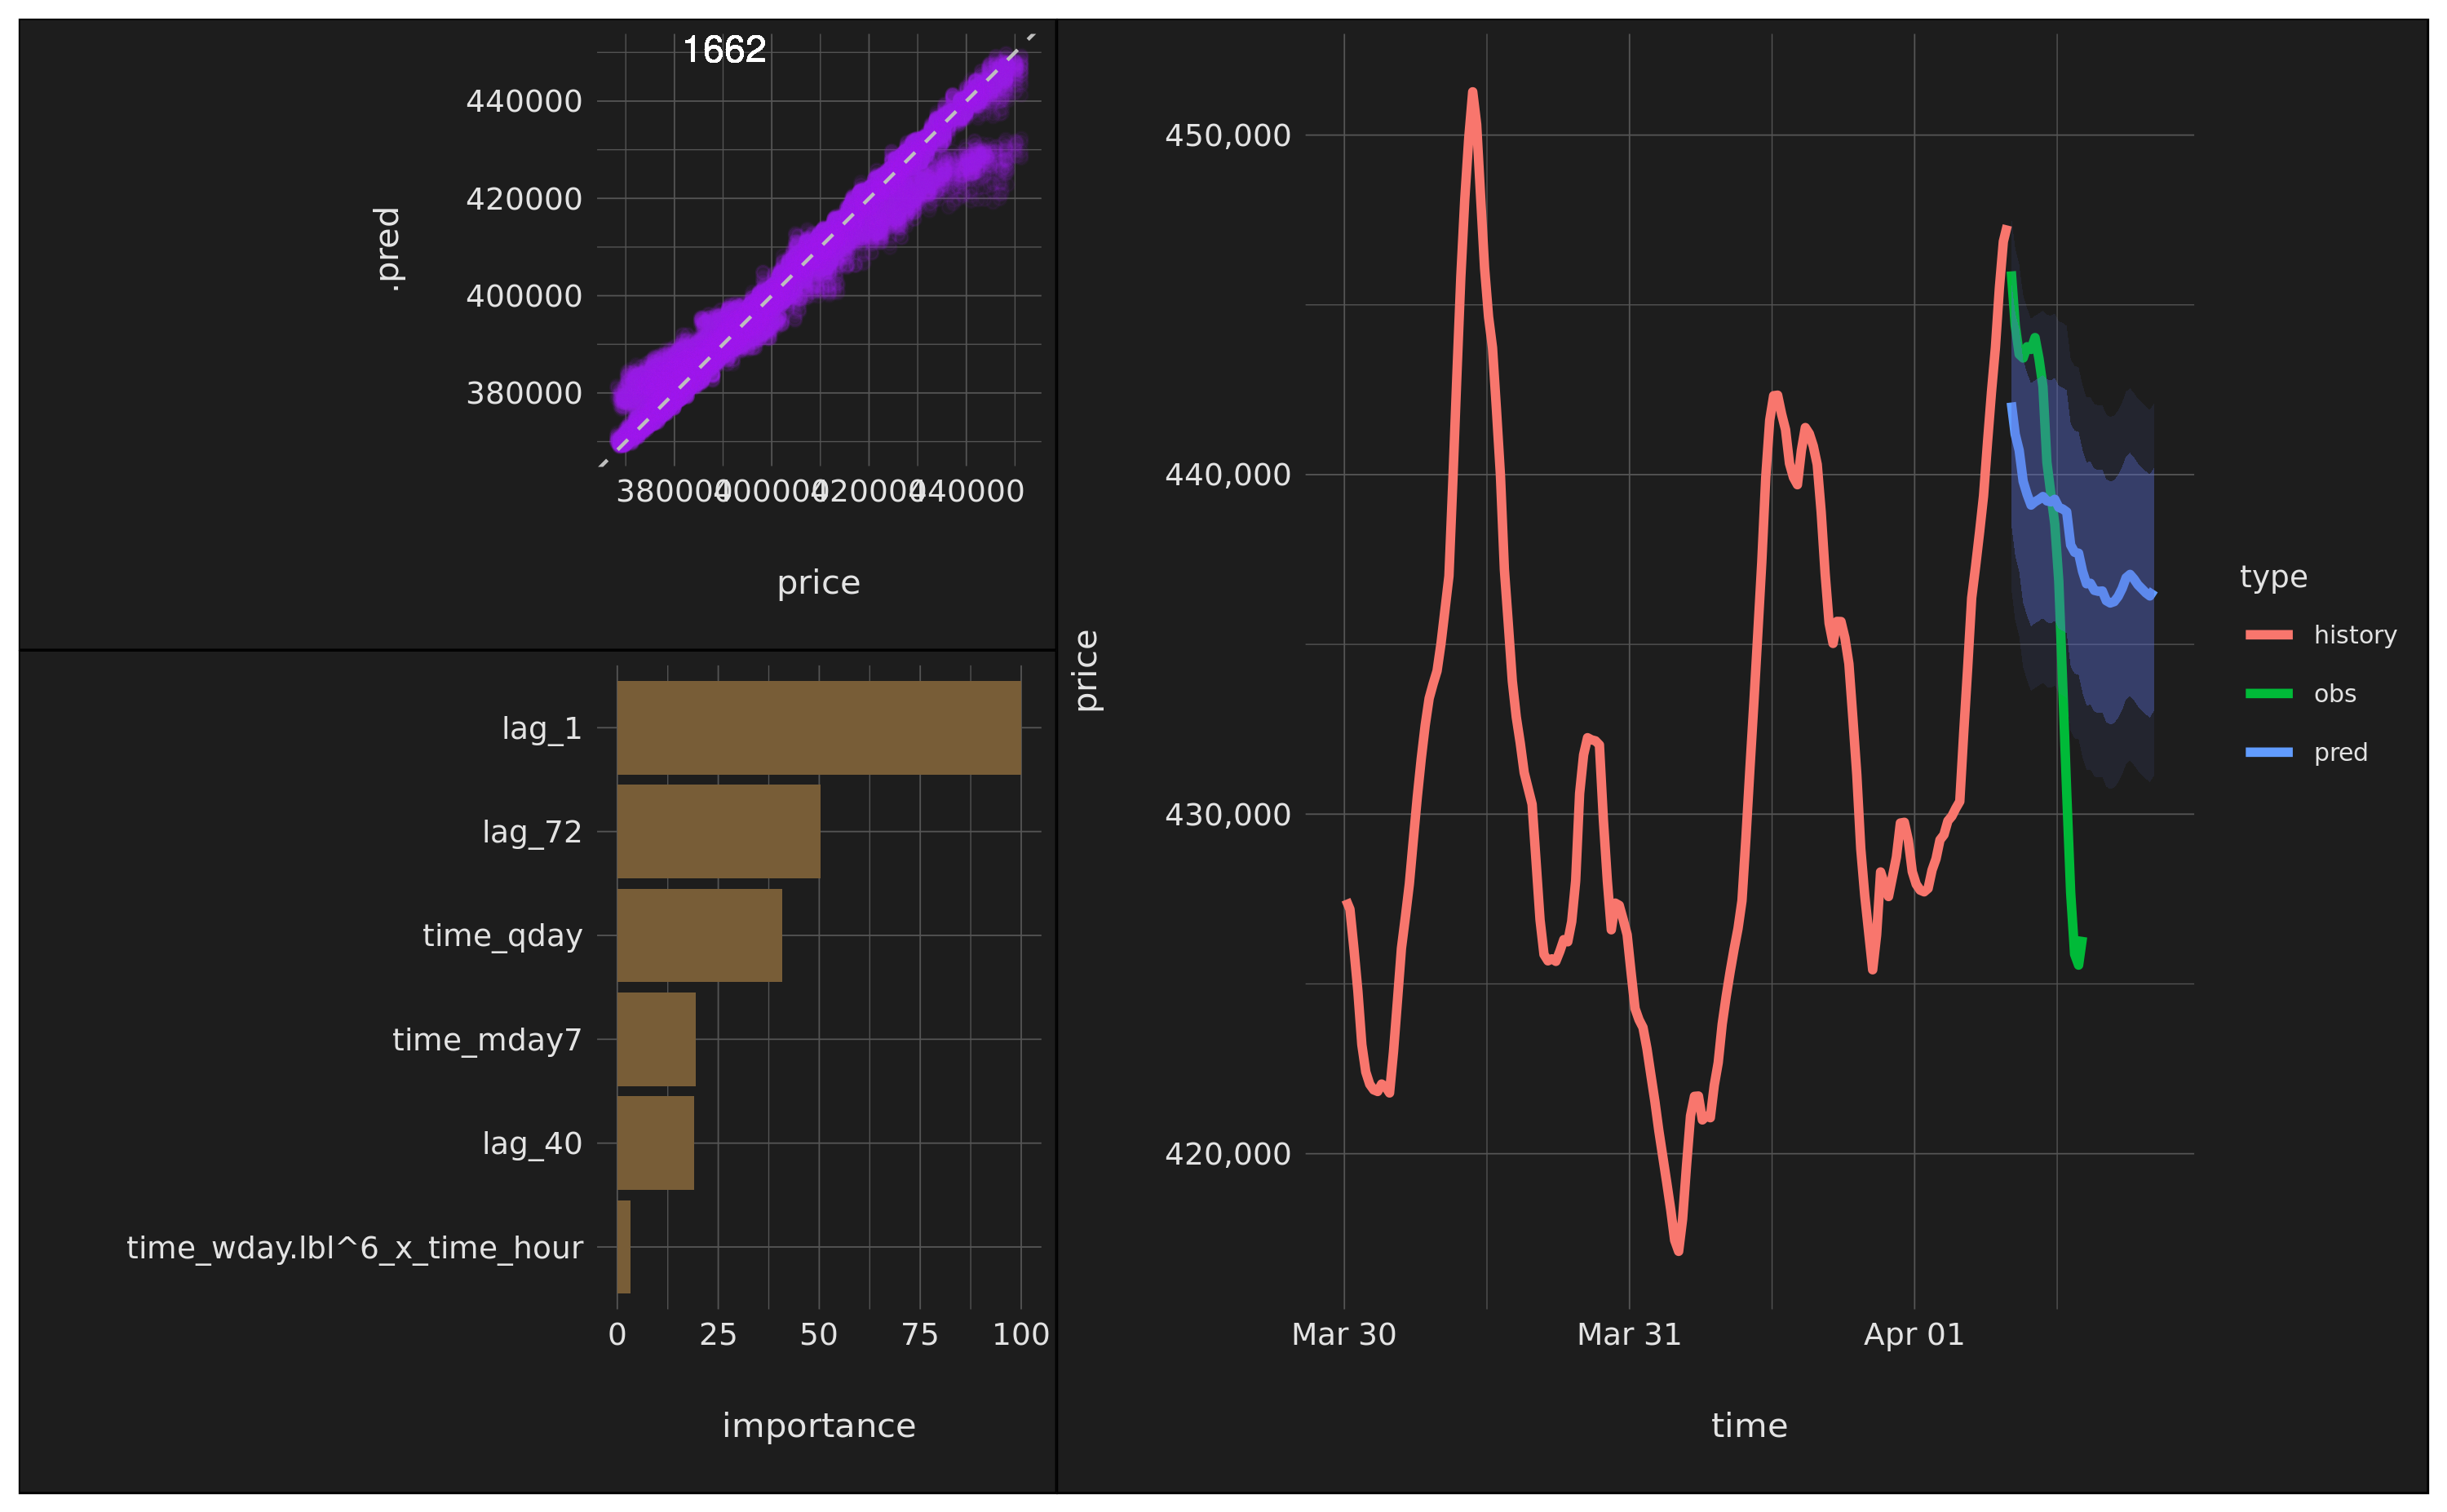 1662
440000
420000
400000
380000
.pred
380000 400000 420000 440000
price
lag_1
lag_72
time_qday
time_mday7
lag_40
time_wday.lbl^6_x_time_hour
0 25 50 75 100
importance
450,000
440,000
430,000
420,000
price
Mar 30 Mar 31 Apr 01
time
type
history
obs
pred